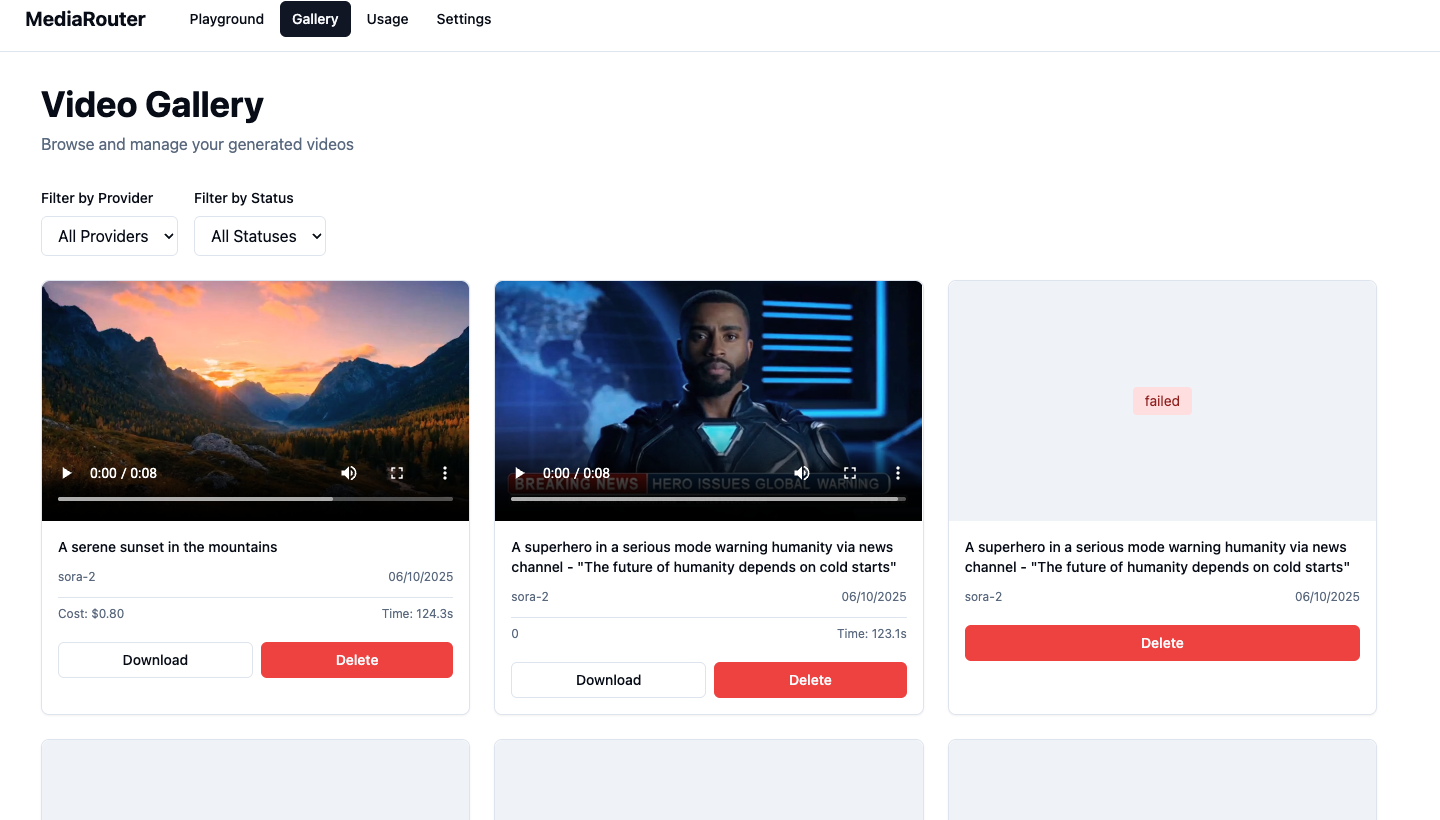 MediaRouter Playground Gallery Usage Settings
Video Gallery
Browse and manage your generated videos
Filter by Provider Filter by Status
All Providers All Statuses
0:00 / 0:08
BREAKING NEWS HERO ISSUES GLOBAL WARNING
0:00 / 0:08
failed
A serene sunset in the mountains
sora-2 06/10/2025
Cost: $0.80 Time: 124.3s
Download Delete
A superhero in a serious mode warning humanity via news
channel - "The future of humanity depends on cold starts"
sora-2 06/10/2025
0 Time: 123.1s
Download Delete
A superhero in a serious mode warning humanity via news
channel - "The future of humanity depends on cold starts"
sora-2 06/10/2025
Delete